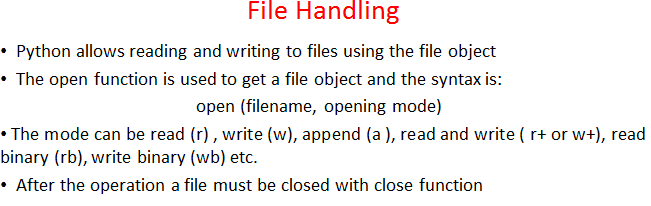 File Handling
• Python allows reading and writing to files using the file object
• The open function is used to get a file object and the syntax is:
open (filename, opening mode)
• The mode can be read (r) , write (w), append (a ), read and write ( r+ or w+), read
binary (rb), write binary (wb) etc.
• After the operation a file must be closed with close function